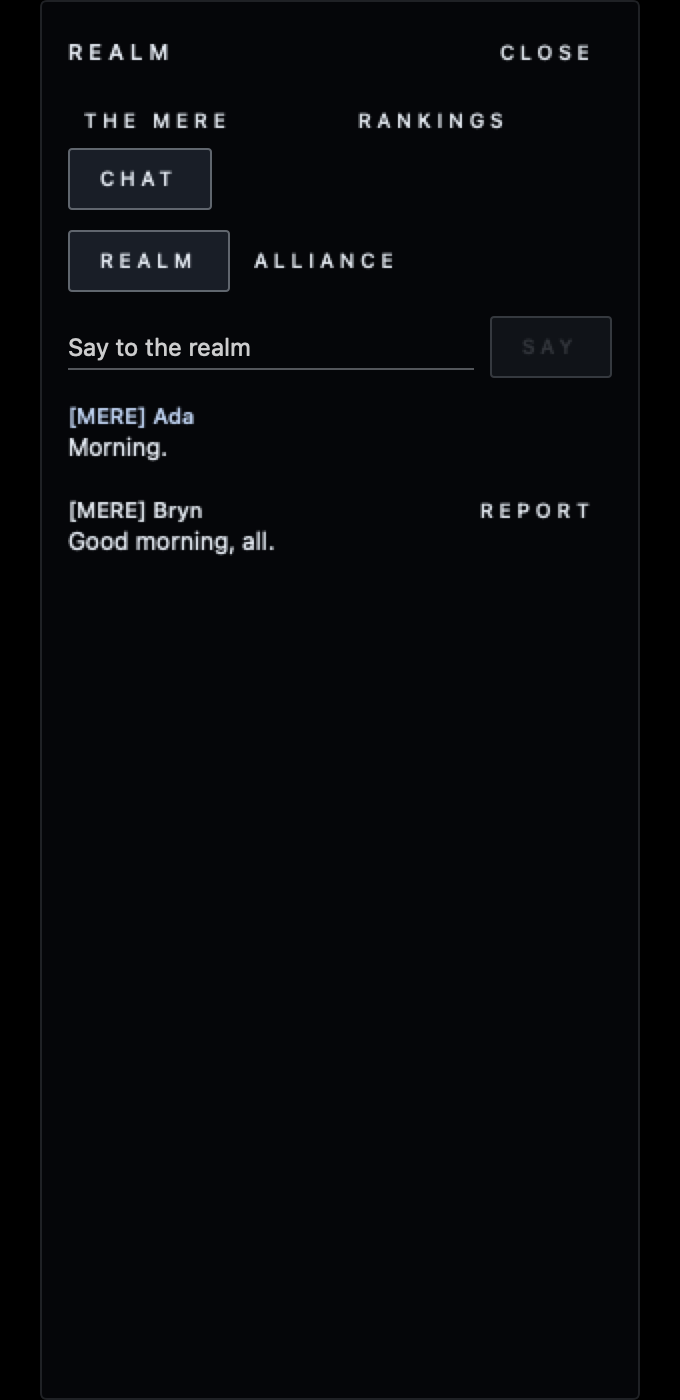 REALM CLOSE
THE MERE RANKINGS
CHAT
REALM ALLIANCE
Say to the realm SAY
[MERE] Ada
Morning.
[MERE] Bryn REPORT
Good morning, all.